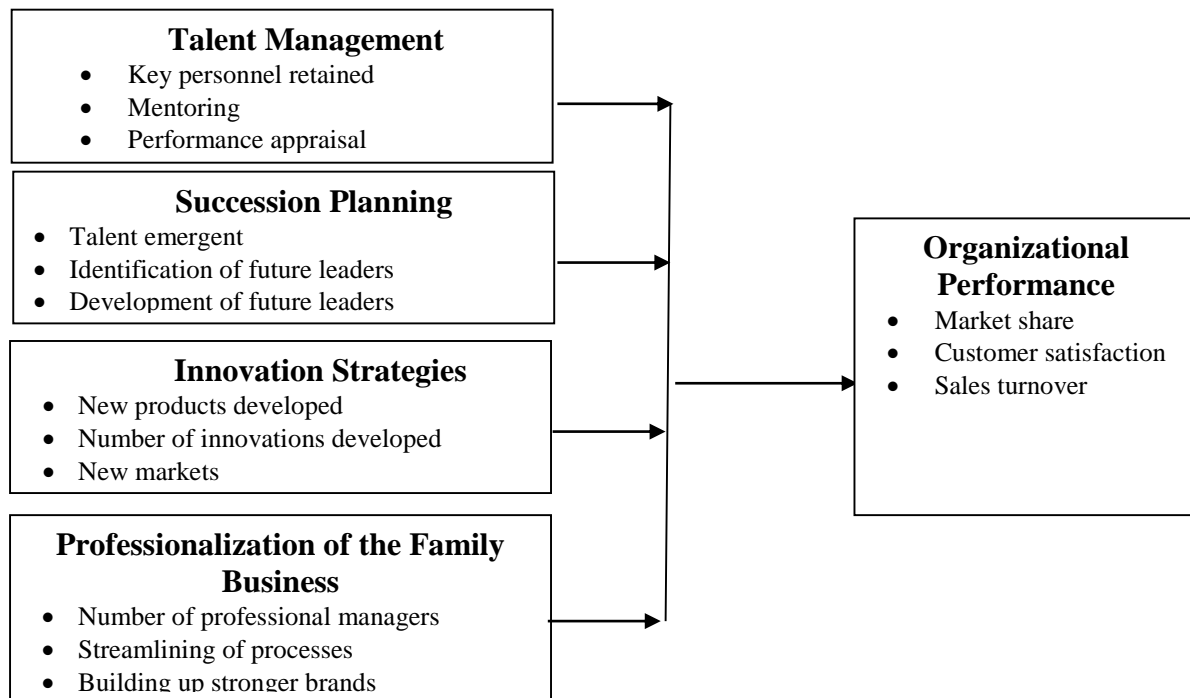 Talent Management
• Key personnel retained
• Mentoring
• Performance appraisal
Succession Planning
• Talent emergent
• Identification of future leaders
• Development of future leaders
Innovation Strategies
• New products developed
• Number of innovations developed
• New markets
Professionalization of the Family
Business
• Number of professional managers
• Streamlining of processes
• Building up stronger brands
Organizational
Performance
• Market share
• Customer satisfaction
• Sales turnover